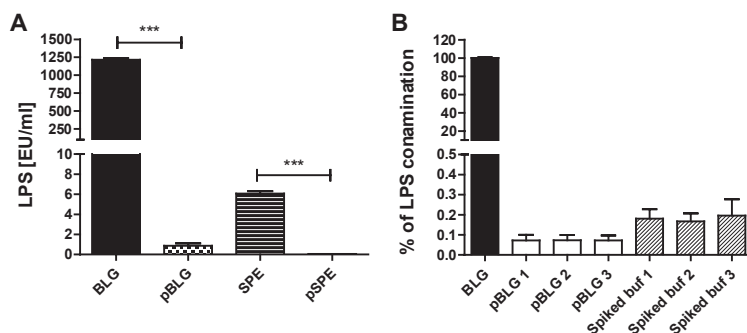 A
LPS [EU/ml]
1500
1250
1000
750
500
250
10
8
6
4
2
0
***
***
BLG
pBLG
SPE
pSPE
B
% of LPS conamination
120
100
80
60
40
20
0.5
0.4
0.3
0.2
0.1
0.0
BLG
pBLG 1
pBLG 2
pBLG 3
Spiked buf 1
Spiked buf 2
Spiked buf 3